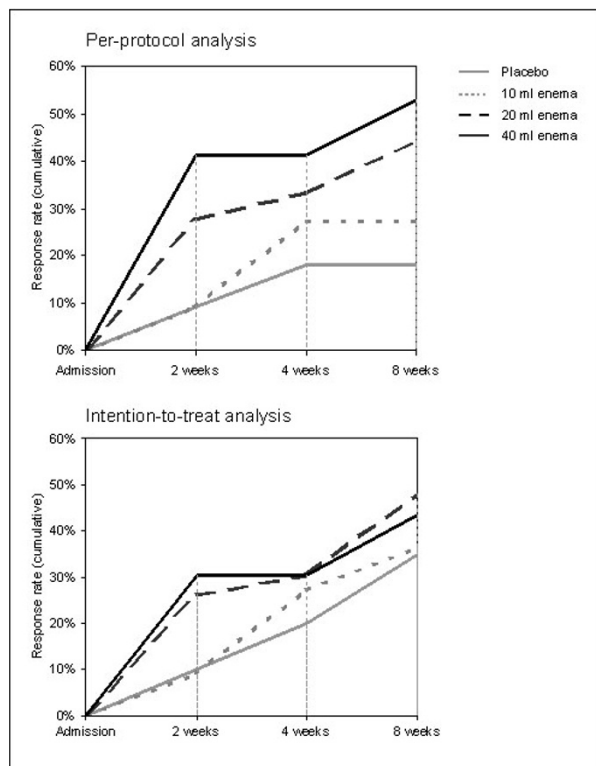 Per-protocol analysis
60%
50%
40%
30%
20%
10%
0%
Response rate (cumulative)
Admission 2 weeks 4 weeks 8 weeks
Placebo
10 ml enema
20 ml enema
40 ml enema
Intention-to-treat analysis
60%
50%
40%
30%
20%
10%
0%
Response rate (cumulative)
Admission 2 weeks 4 weeks 8 weeks